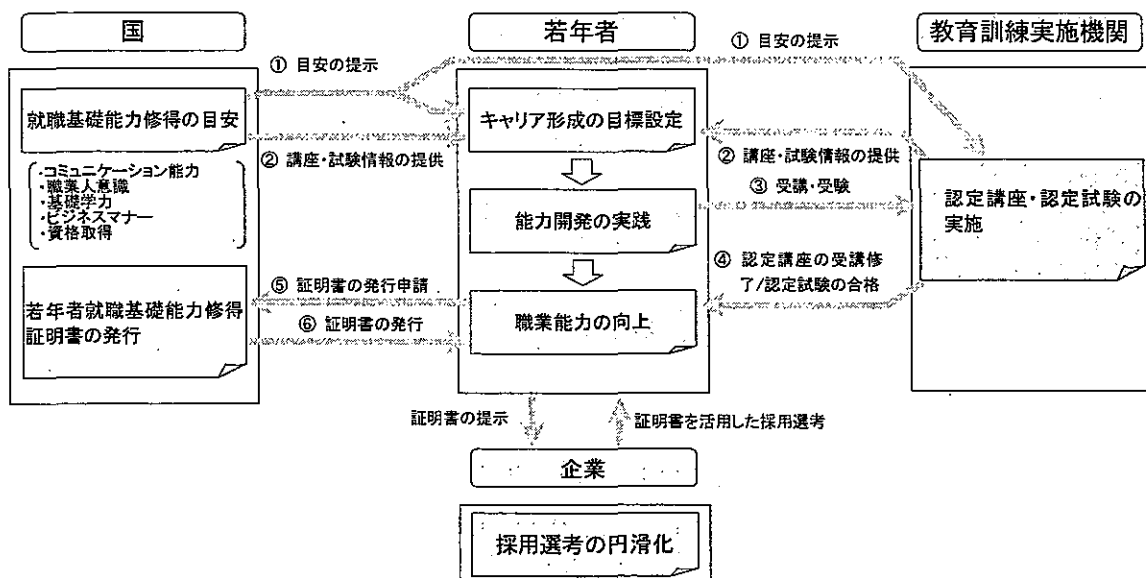 国
若年者
教育訓練実施機関
① 目安の提示
① 目安の提示
就職基礎能力修得の目安
キャリア形成の目標設定
② 講座・試験情報の提供
② 講座・試験情報の提供
・コミュニケーション能力
・職業人意識
・基礎学力
・ビジネスマナー
・資格取得
③ 受講・受験
能力開発の実践
認定講座・認定試験の
実施
④ 認定講座の受講修
了/認定試験の合格
⑤ 証明書の発行申請
若年者就職基礎能力修得
証明書の発行
⑥ 証明書の発行
職業能力の向上
証明書の提示
証明書を活用した採用選考
企業
採用選考の円滑化